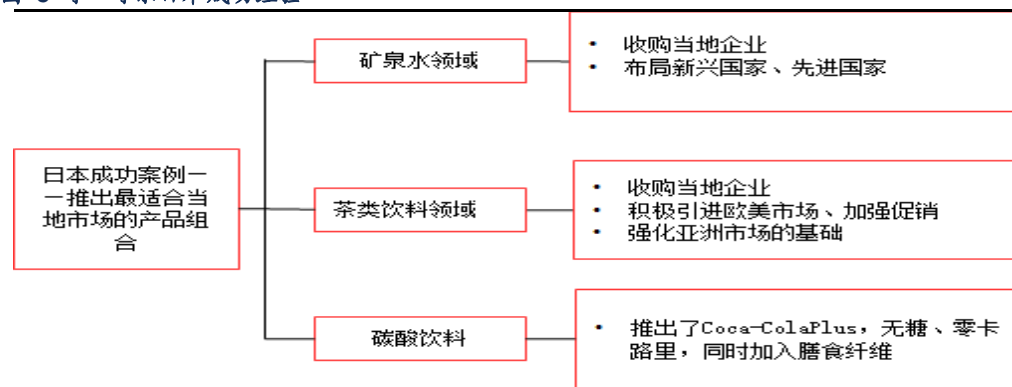 矿泉水领域
• 收购当地企业
• 布局新兴国家、先进国家
日本成功案例一
一推出最适合当
地市场的产品组
合
茶类饮料领域
• 收购当地企业
• 积极引进欧美市场、加强促销
• 强化亚洲市场的基础
碳酸饮料
• 推出了Coca-ColaPlus，无糖、零卡
路里，同时加入膳食纤维